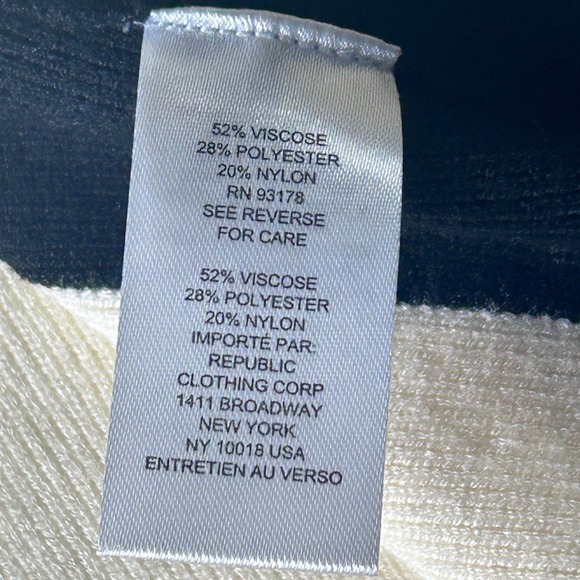 52% VISCOSE
28% POLYESTER
20% NYLON
RN 93178
SEE REVERSE
FOR CARE
52% VISCOSE
28% POLYESTER
20% NYLON
IMPORTÉ PAR:
REPUBLIC
CLOTHING CORP
1411 BROADWAY
NEW YORK
NY 10018 USA
ENTRETIEN AU VERSO